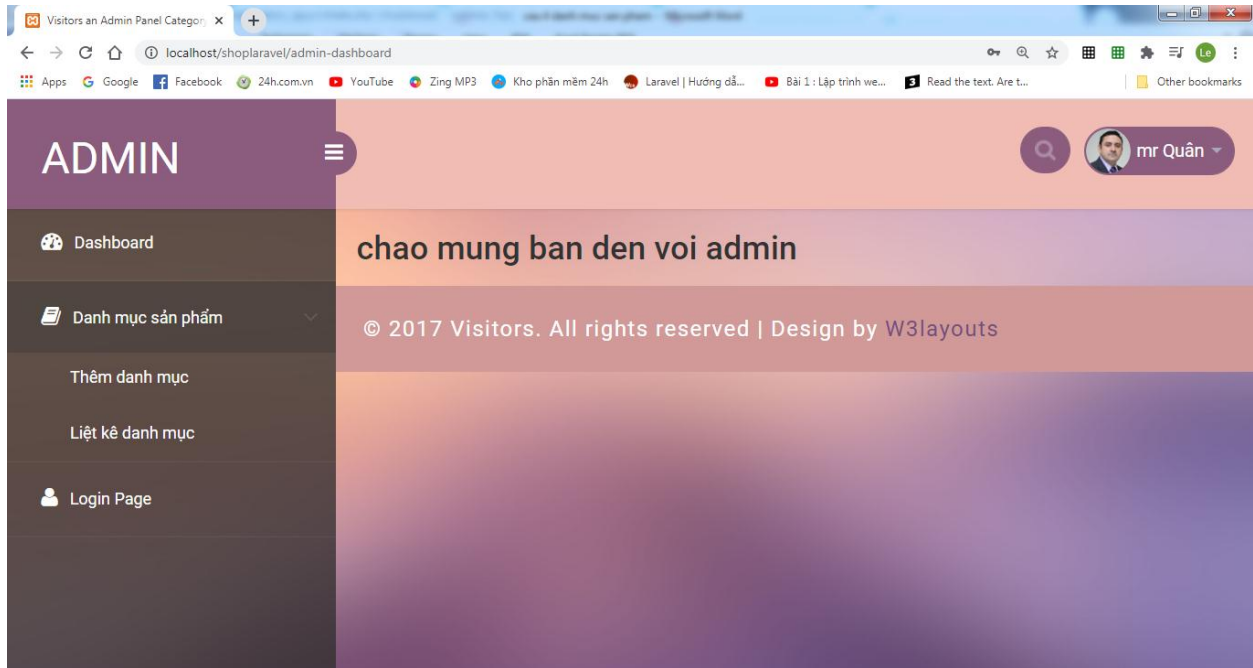 Visitors an Admin Panel Categor
localhost/shoplaravel/admin-dashboard
Le
Apps Google Facebook 24h.com.vn YouTube Zing MP3 Kho phần mềm 24h Laravel | Hướng dẫ... Bài 1 : Lập trình we... 3 Read the text. Are t... Other bookmarks
ADMIN
mr Quân
Dashboard
chao mung ban den voi admin
Danh mục sản phẩm
© 2017 Visitors. All rights reserved | Design by W3layouts
Thêm danh mục
Liệt kê danh mục
Login Page